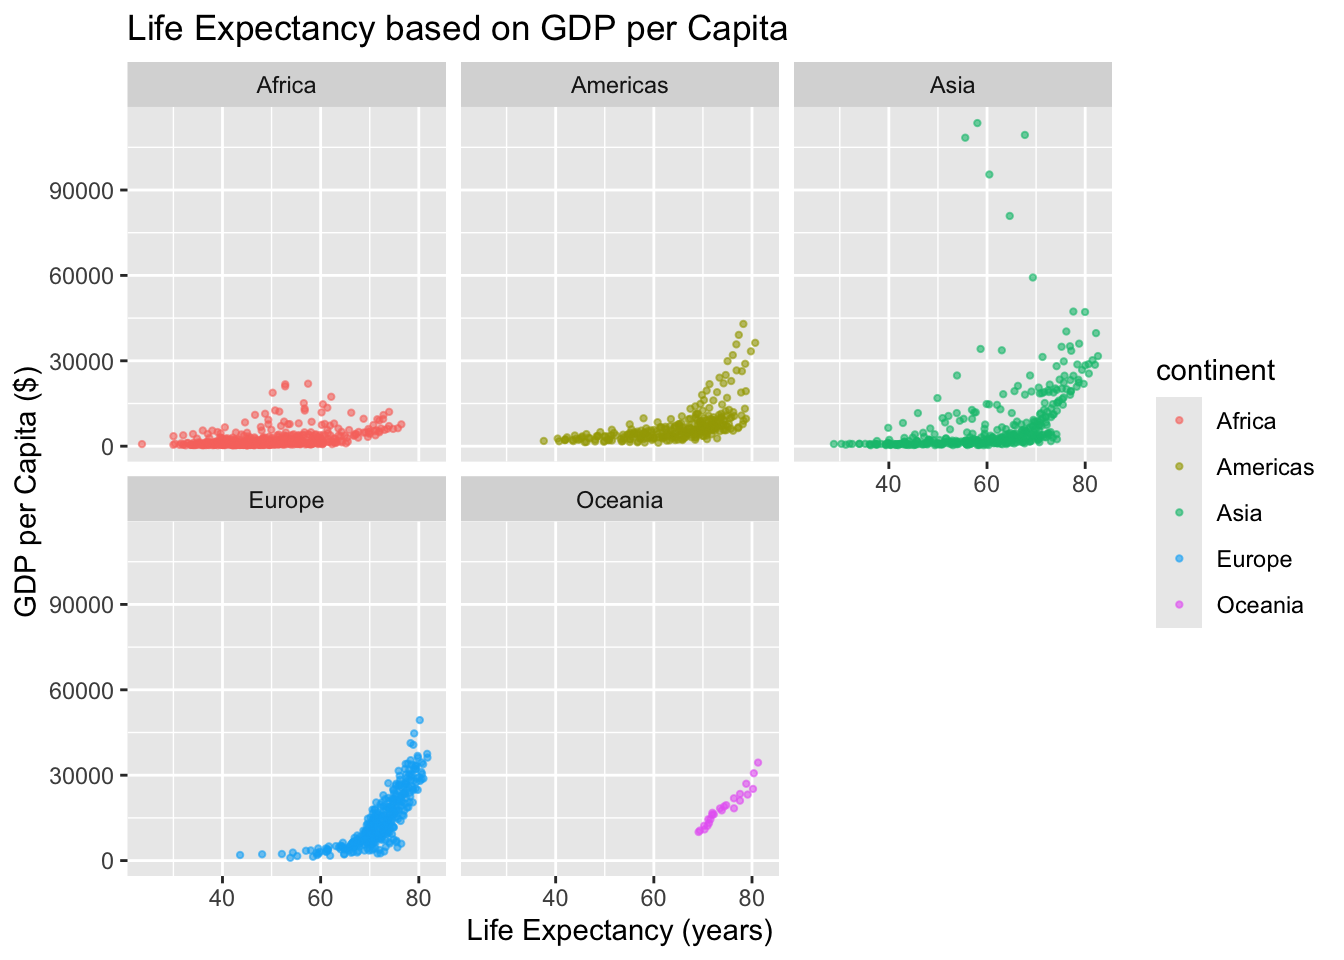 Life Expectancy based on GDP per Capita
Africa
Americas
Asia
90000
60000
30000
0
40 60 80
Europe
Oceania
90000
60000
30000
0
40 60 80
40 60 80
GDP per Capita ($)
Life Expectancy (years)
continent
Africa
Americas
Asia
Europe
Oceania